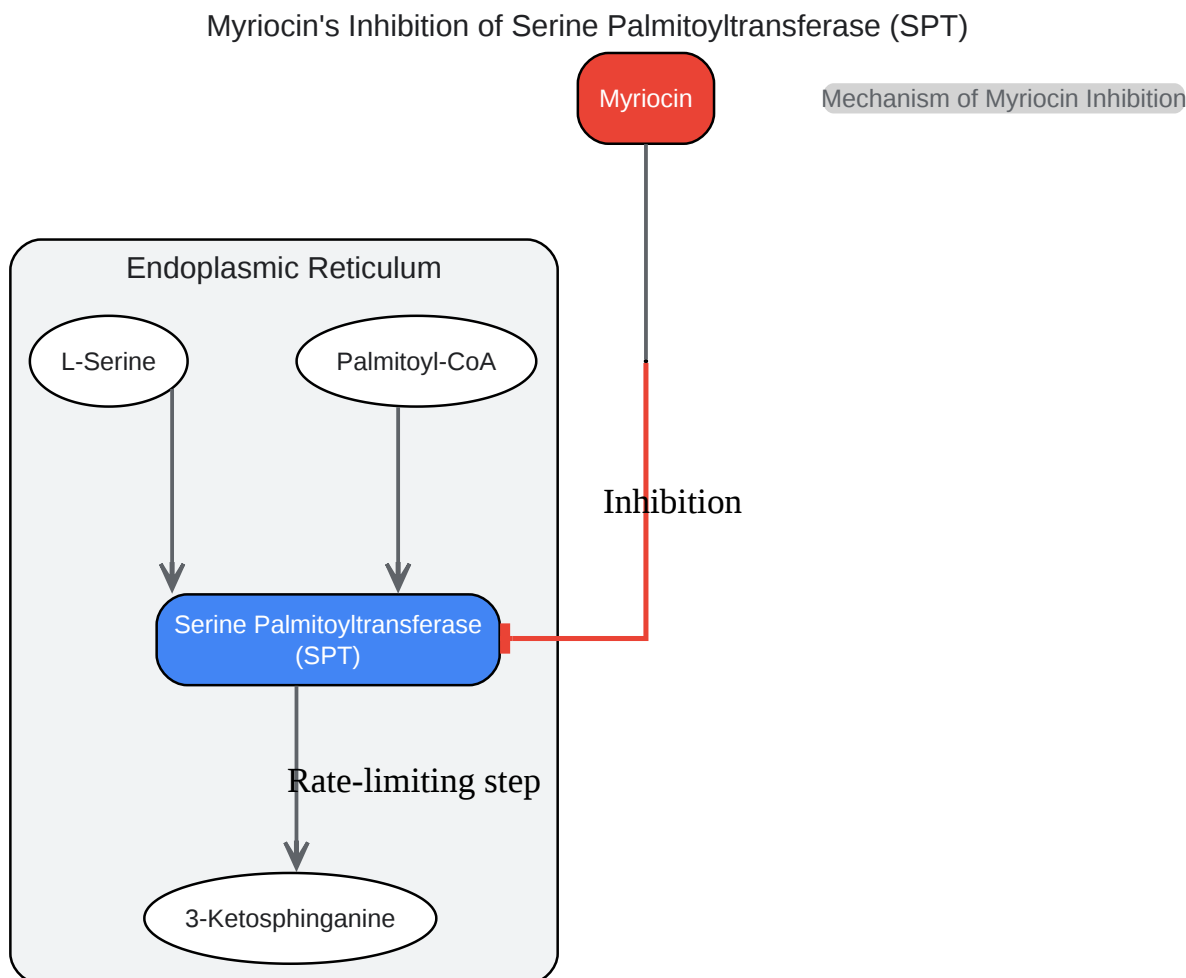 Myriocin's Inhibition of Serine Palmitoyltransferase (SPT)
Myriocin
Mechanism of Myriocin Inhibition
Endoplasmic Reticulum
L-Serine
Palmitoyl-CoA
Inhibition
Serine Palmitoyltransferase
(SPT)
Rate-limiting step
3-Ketosphinganine